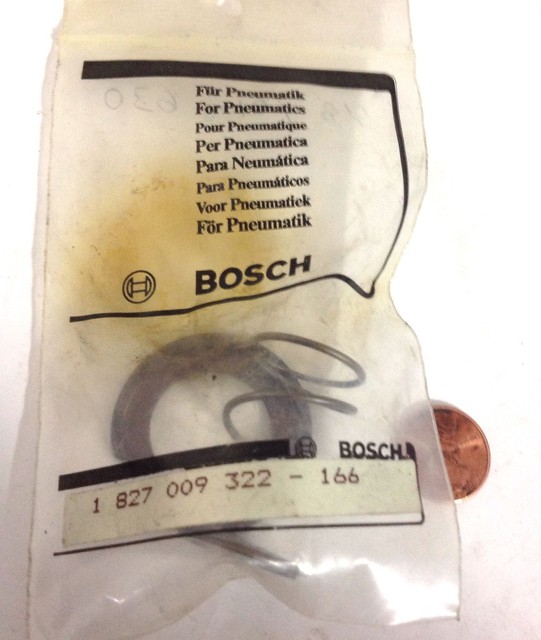 Für Pneumatik
For Pneumatics
Pour Pneumatique
Per Pneumatica
Para Neumática
Para Pneumáticos
Voor Pneumatiek
För Pneumatik
BOSCH
BOSCH
1 827 009 322 - 166